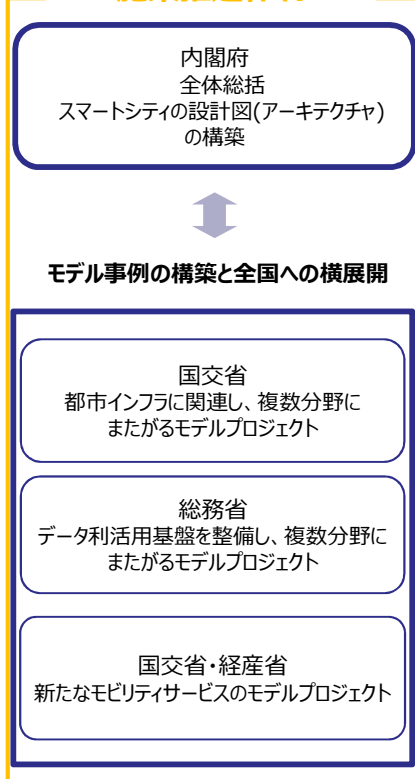 内閣府
全体総括
スマートシティの設計図(アーキテクチャ)
の構築
モデル事例の構築と全国への横展開
国交省
都市インフラに関連し、複数分野に
またがるモデルプロジェクト
総務省
データ利活用基盤を整備し、複数分野に
またがるモデルプロジェクト
国交省・経産省
新たなモビリティサービスのモデルプロジェクト